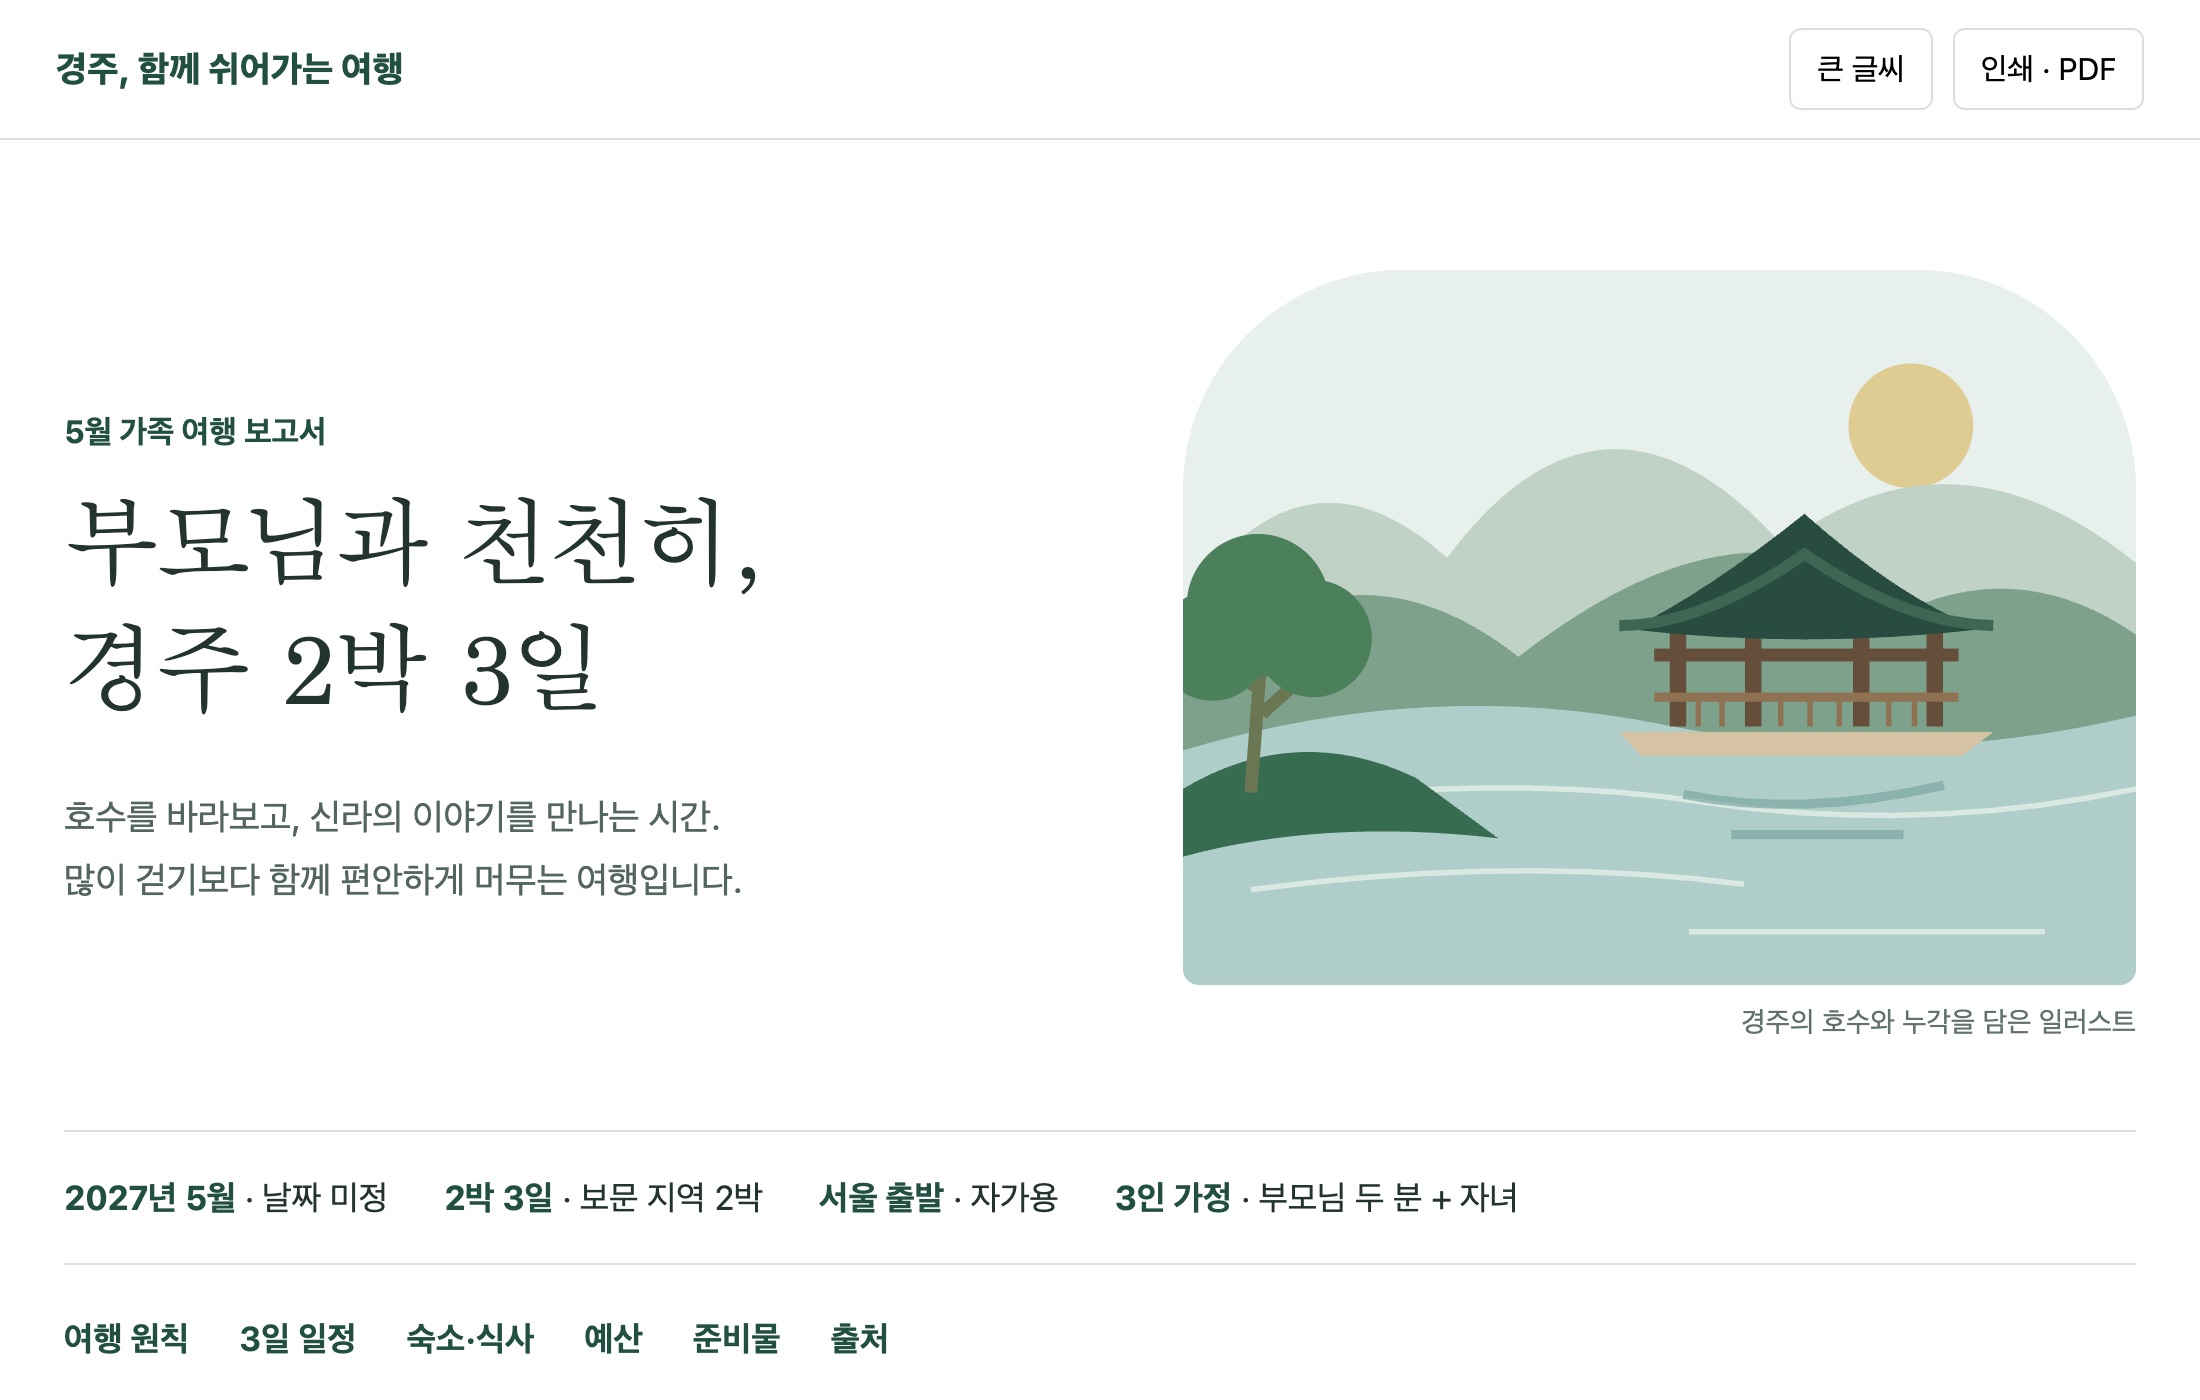 경주, 함께 쉬어가는 여행
큰 글씨
인쇄 · PDF
5월 가족 여행 보고서
부모님과 천천히,
경주 2박 3일
호수를 바라보고, 신라의 이야기를 만나는 시간.
많이 걷기보다 함께 편안하게 머무는 여행입니다.
경주의 호수와 누각을 담은 일러스트
2027년 5월 · 날짜 미정
2박 3일 · 보문 지역 2박
서울 출발 · 자가용
3인 가정 · 부모님 두 분 + 자녀
여행 원칙
3일 일정
숙소·식사
예산
준비물
출처